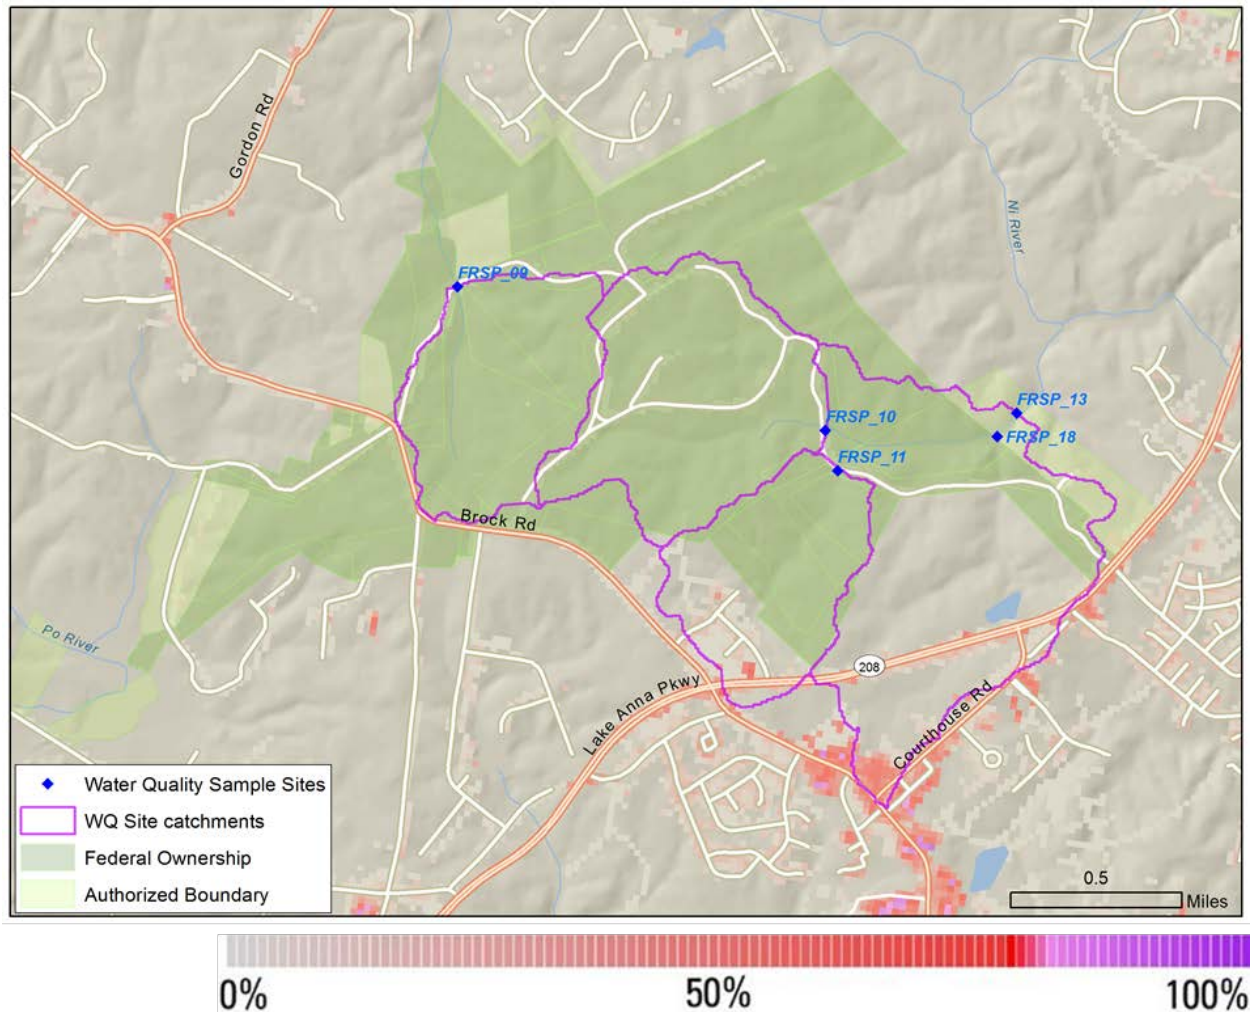 Gordon Rd
Ni River
FRSP_09
FRSP_13
FRSP_10
FRSP_18
FRSP_11
Brock Rd
Po River
208
Lake Anna Pkwy
Courthouse Rd
Water Quality Sample Sites
WQ Site catchments
Federal Ownership
Authorized Boundary
0.5
Miles
0%
50%
100%